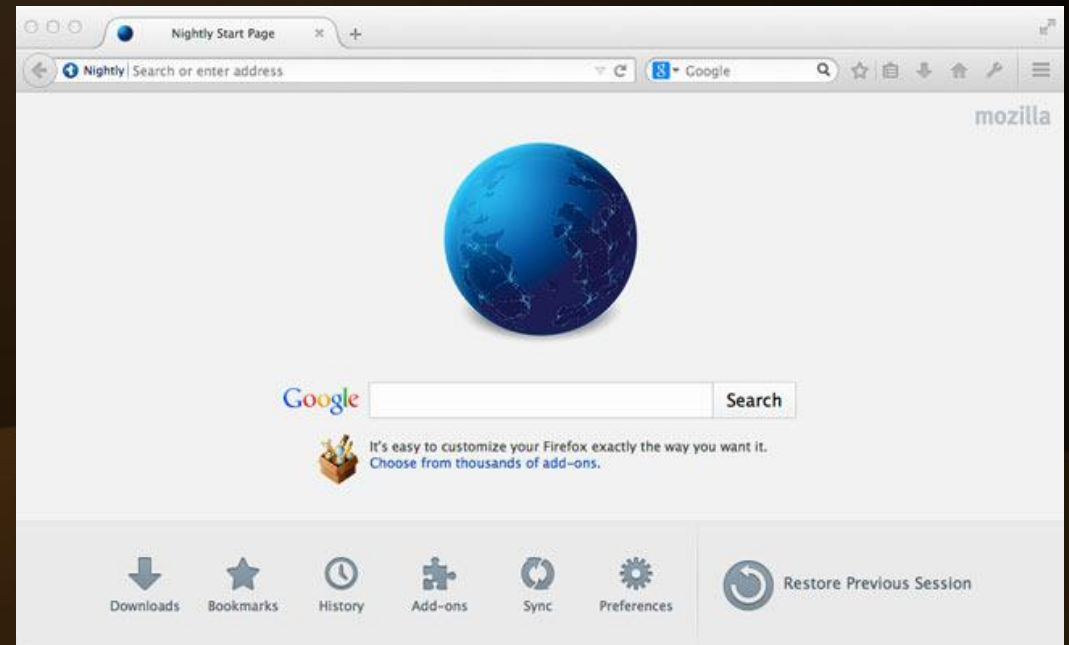 Nightly Start Page
Nightly Search or enter address
Google
mozilla
Google
Search
It's easy to customize your Firefox exactly the way you want it.
Choose from thousands of add-ons.
Downloads Bookmarks History Add-ons Sync Preferences Restore Previous Session